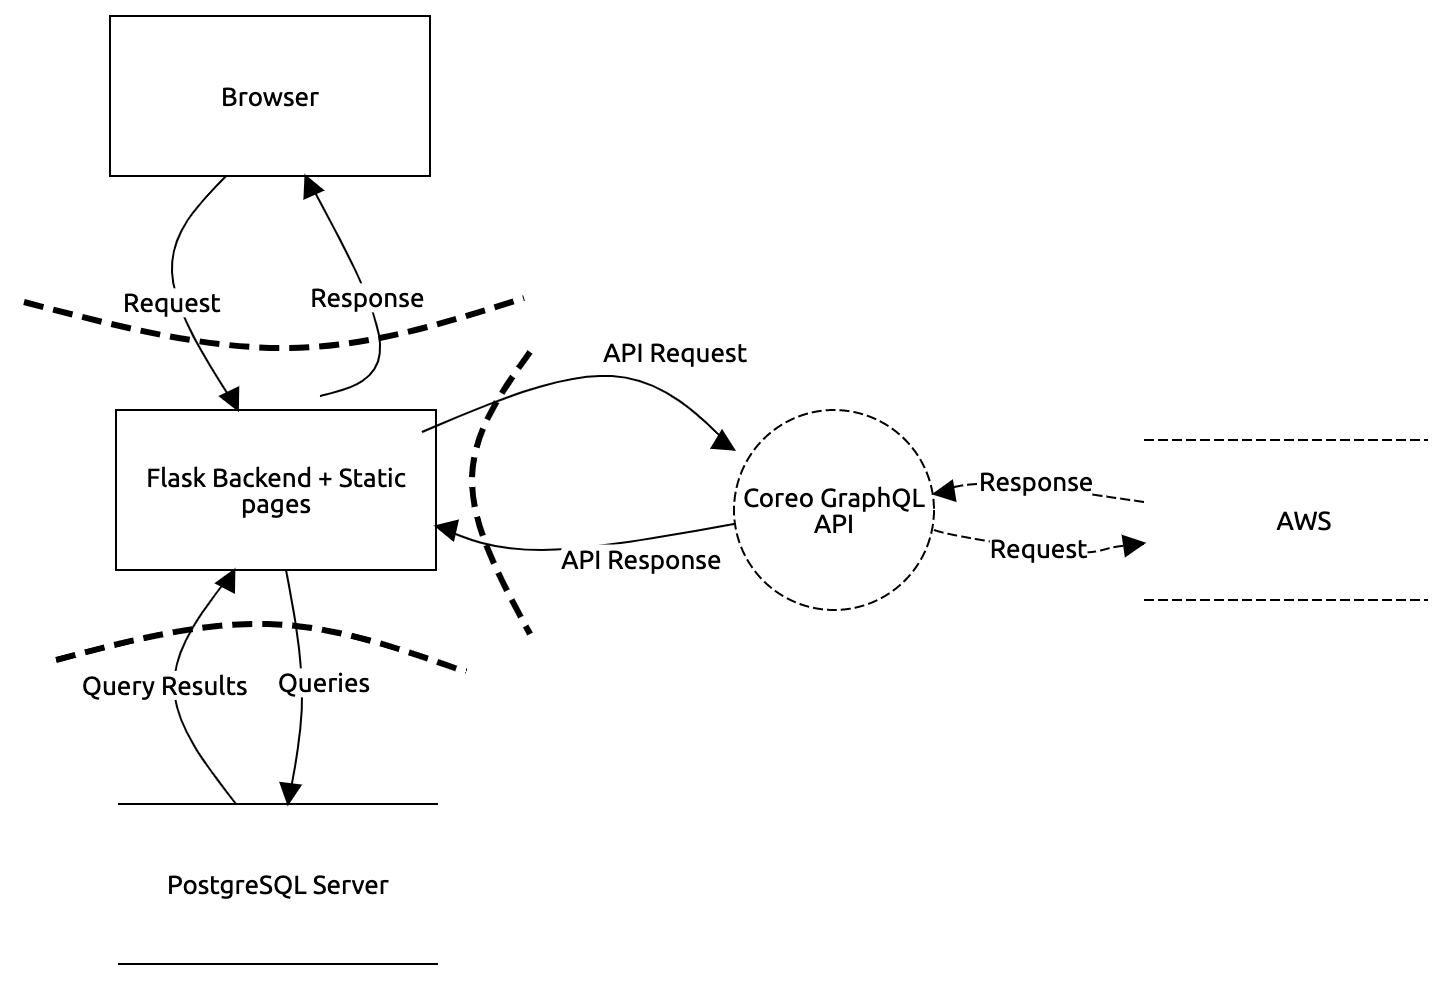 Browser
Request
Response
API Request
Flask Backend + Static
pages
Coreo GraphQL
API
Response
Request
AWS
API Response
Query Results
Queries
PostgreSQL Server